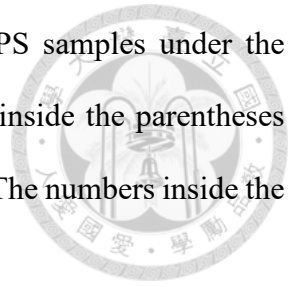 PS samples under the
inside the parentheses
The numbers inside the